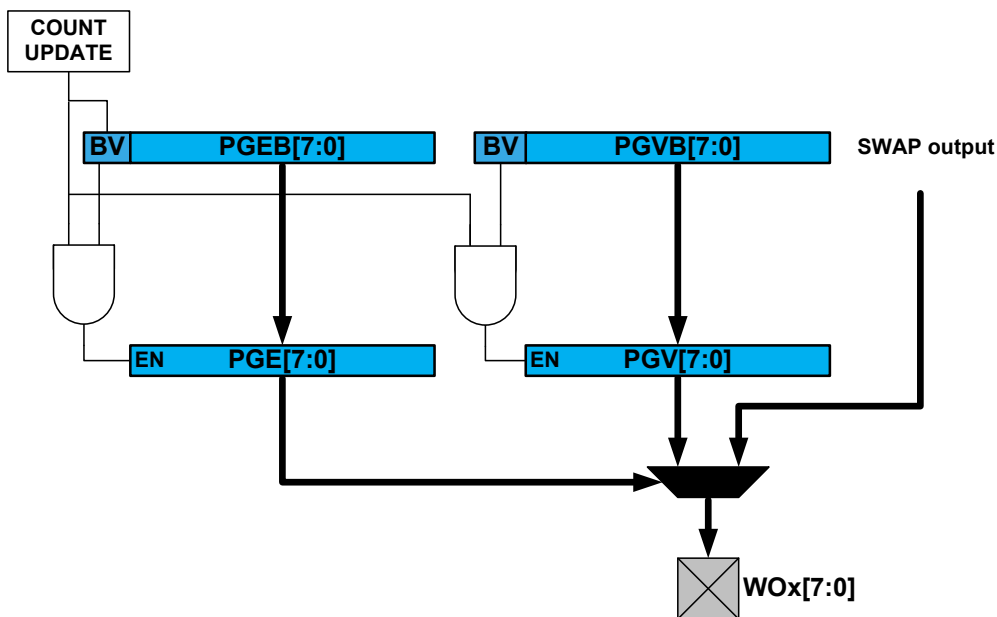 COUNT
UPDATE
BV PGEB[7:0] BV PGVB[7:0] SWAP output
EN PGE[7:0] EN PGV[7:0]
WOx[7:0]